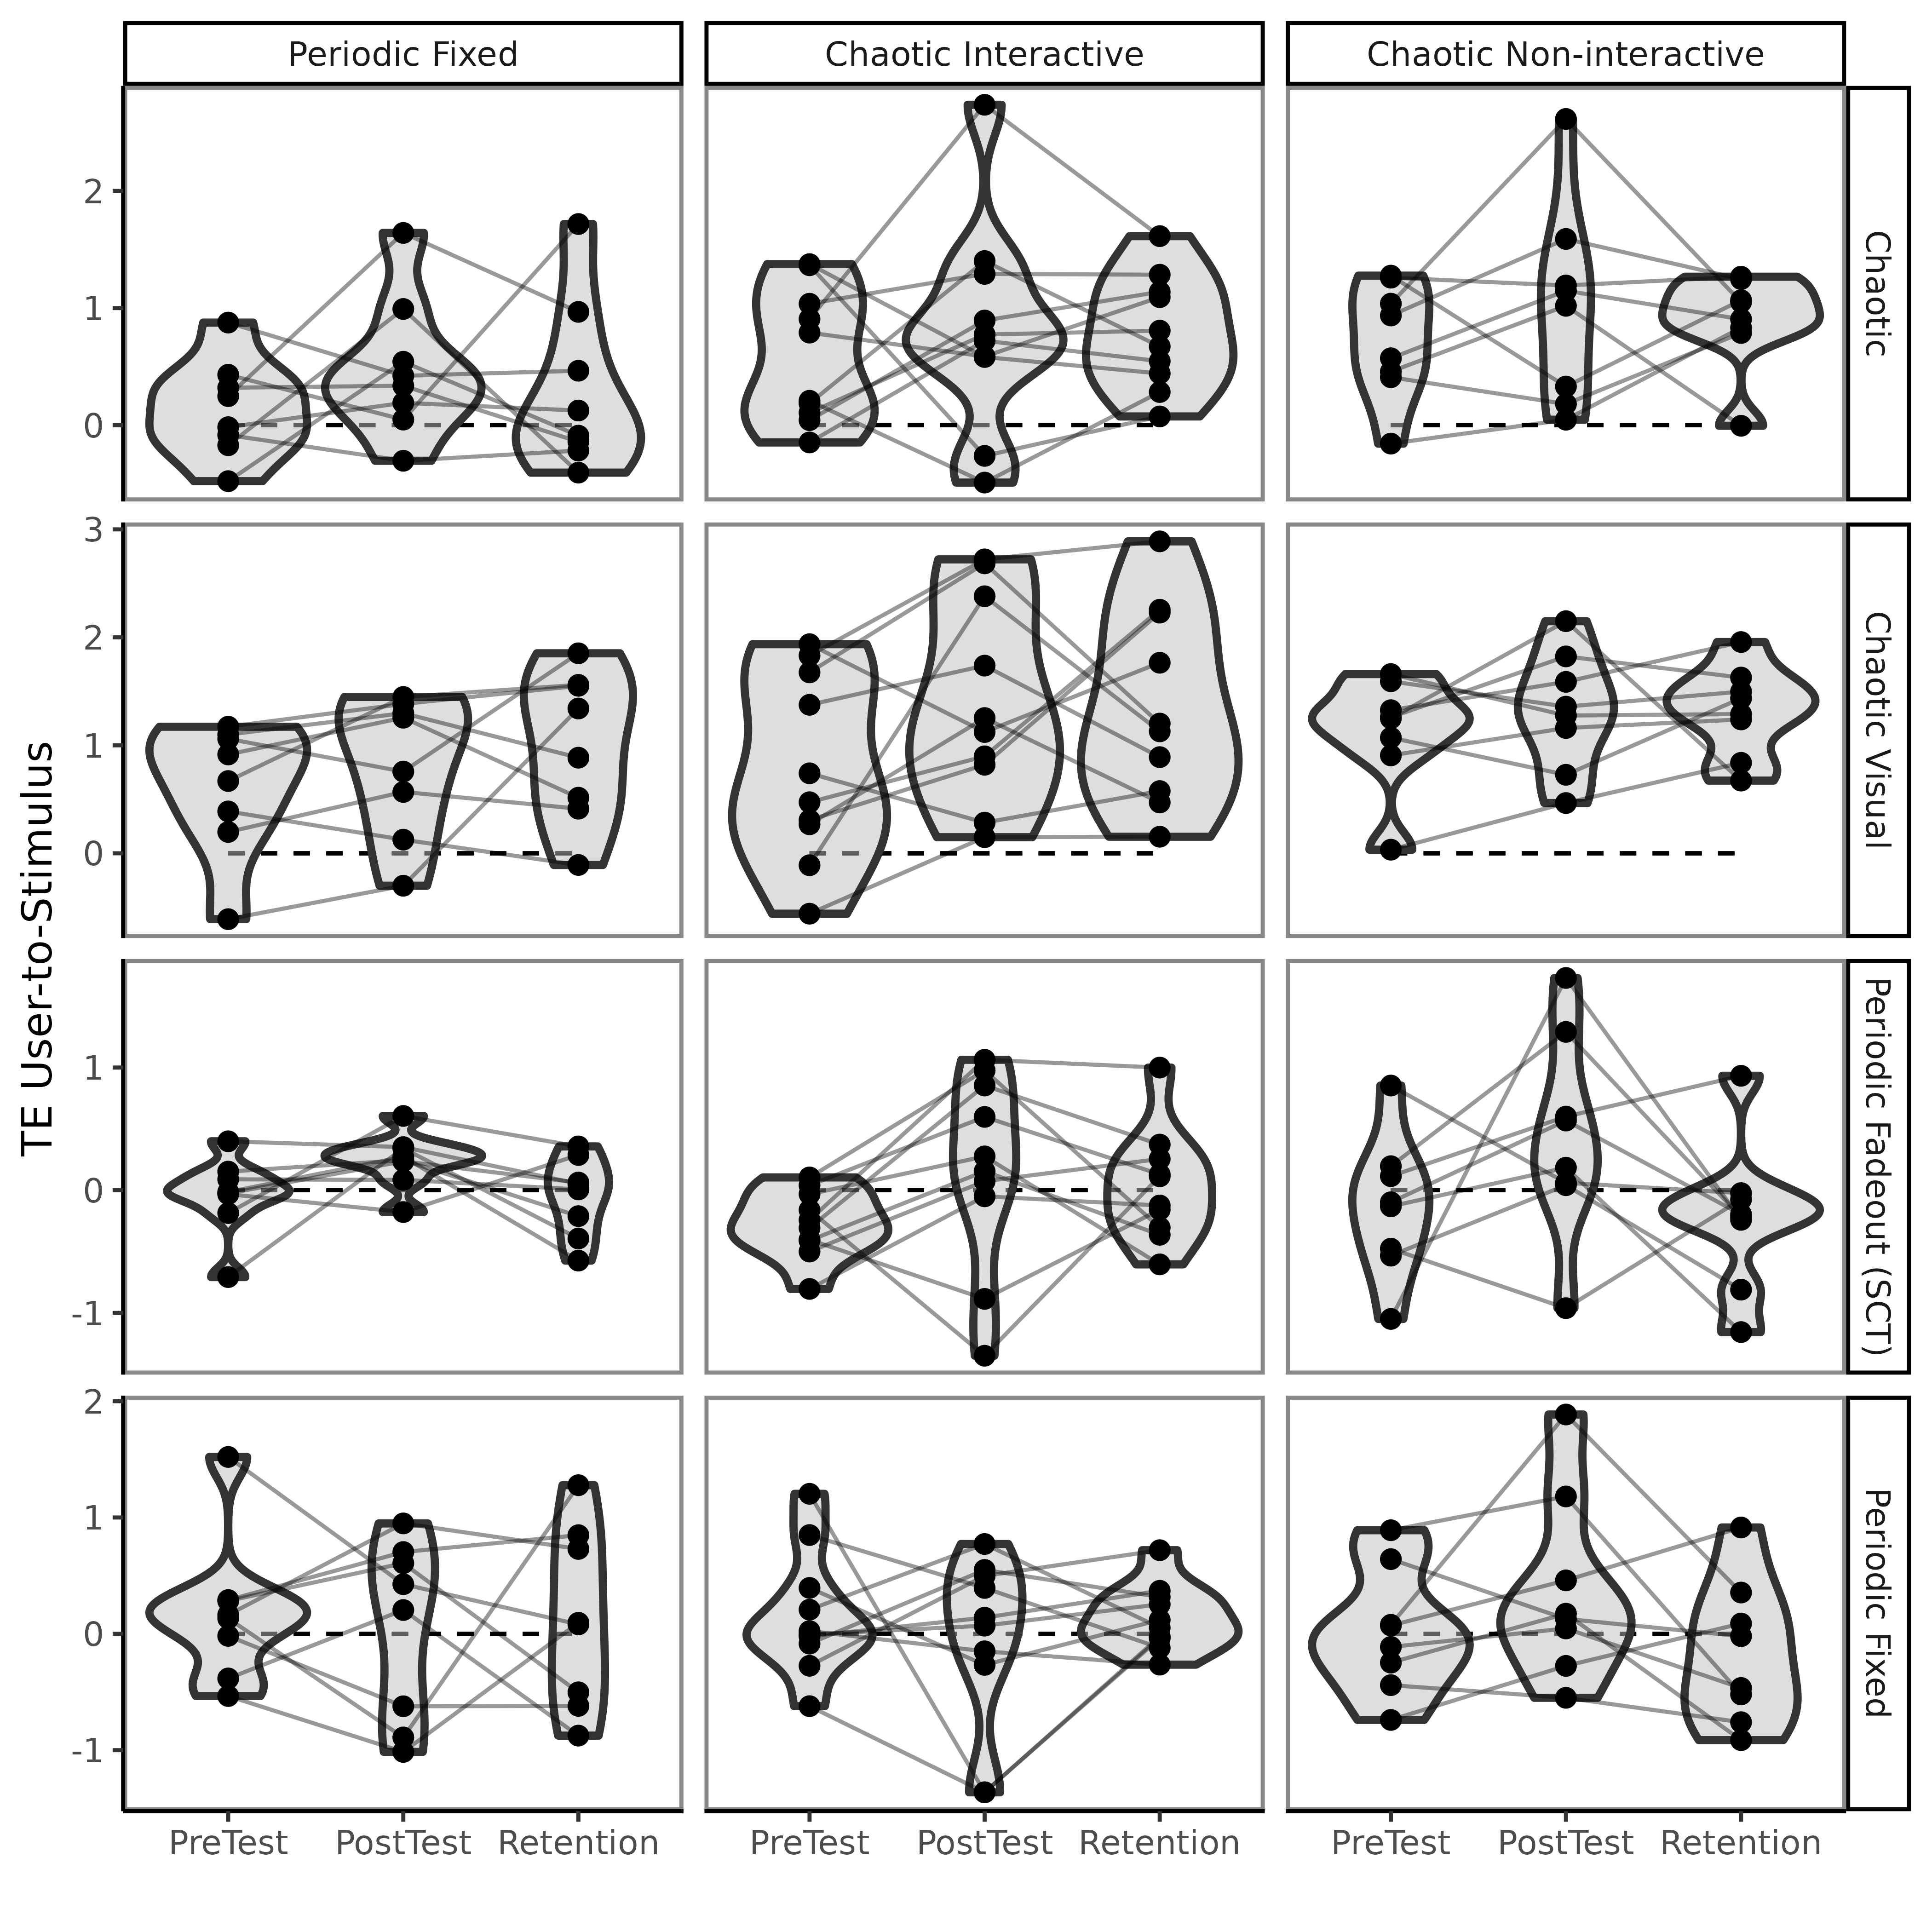 Periodic Fixed
Chaotic Interactive
Chaotic Non-interactive
TE User-to-Stimulus
2
1
0
Chaotic
3
2
1
0
Chaotic Visual
1
0
-1
Periodic Fadeout (SCT)
2
1
0
-1
Periodic Fixed
PreTest PostTest Retention
PreTest PostTest Retention
PreTest PostTest Retention